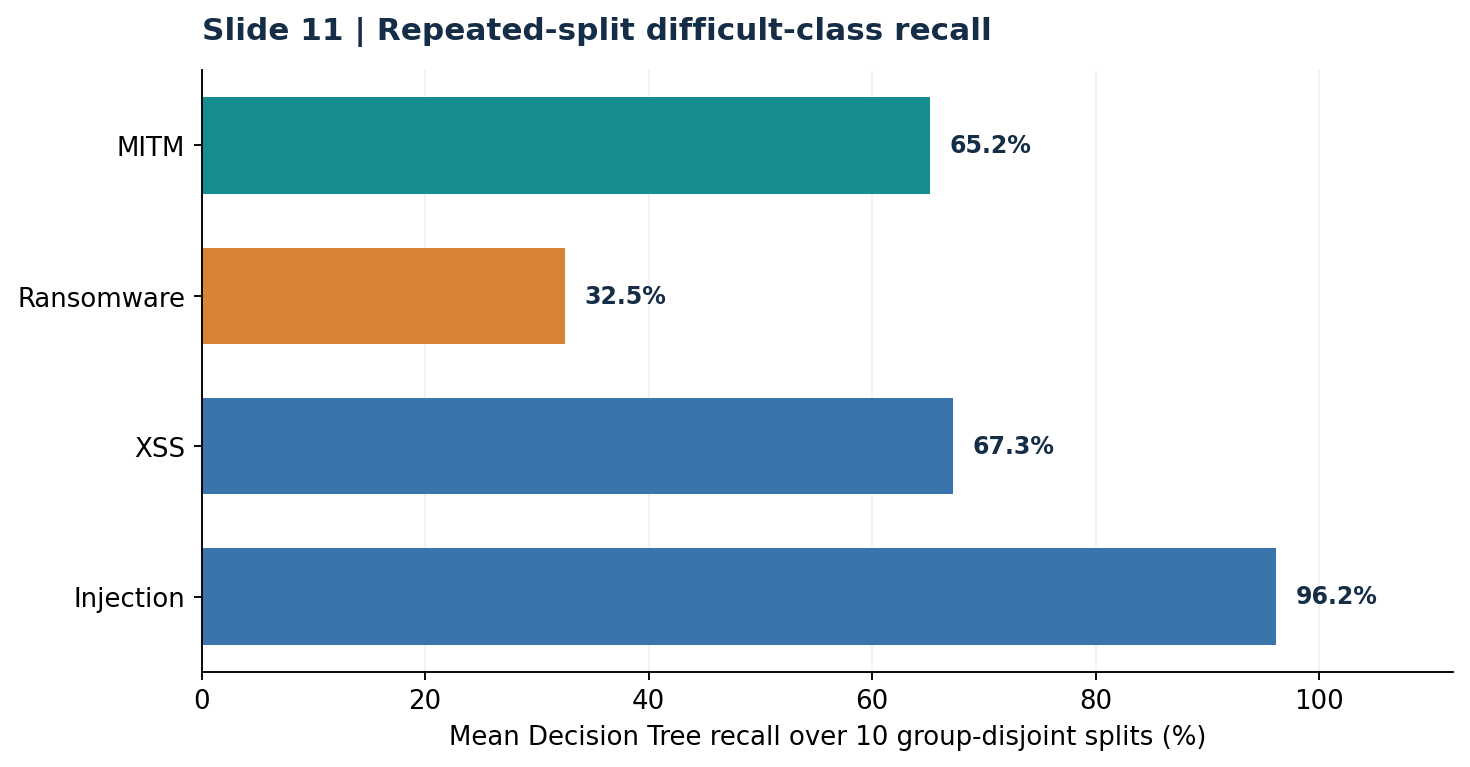 Slide 11 | Repeated-split difficult-class recall
MITM
65.2%
Ransomware
32.5%
XSS
67.3%
Injection
96.2%
0 20 40 60 80 100
Mean Decision Tree recall over 10 group-disjoint splits (%)